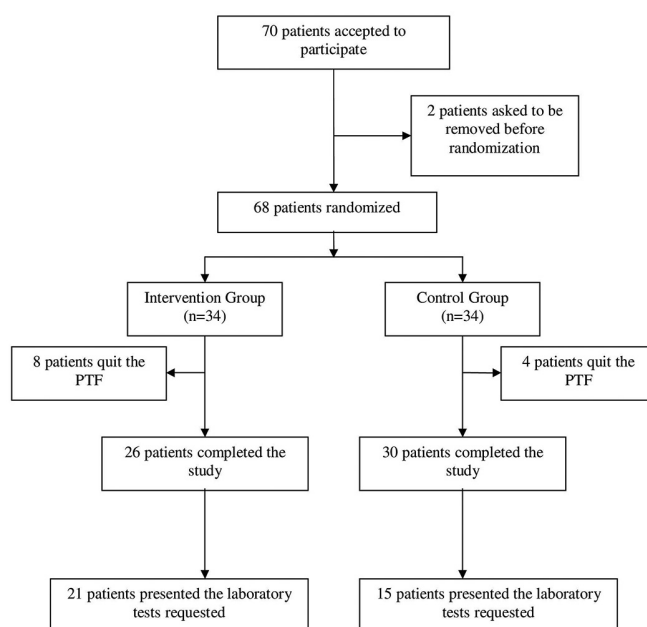 70 patients accepted to
participate
2 patients asked to be
removed before
randomization
68 patients randomized
Intervention Group
(n=34)
Control Group
(n=34)
8 patients quit the
PTF
4 patients quit the
PTF
26 patients completed the
study
30 patients completed the
study
21 patients presented the laboratory
tests requested
15 patients presented the laboratory
tests requested